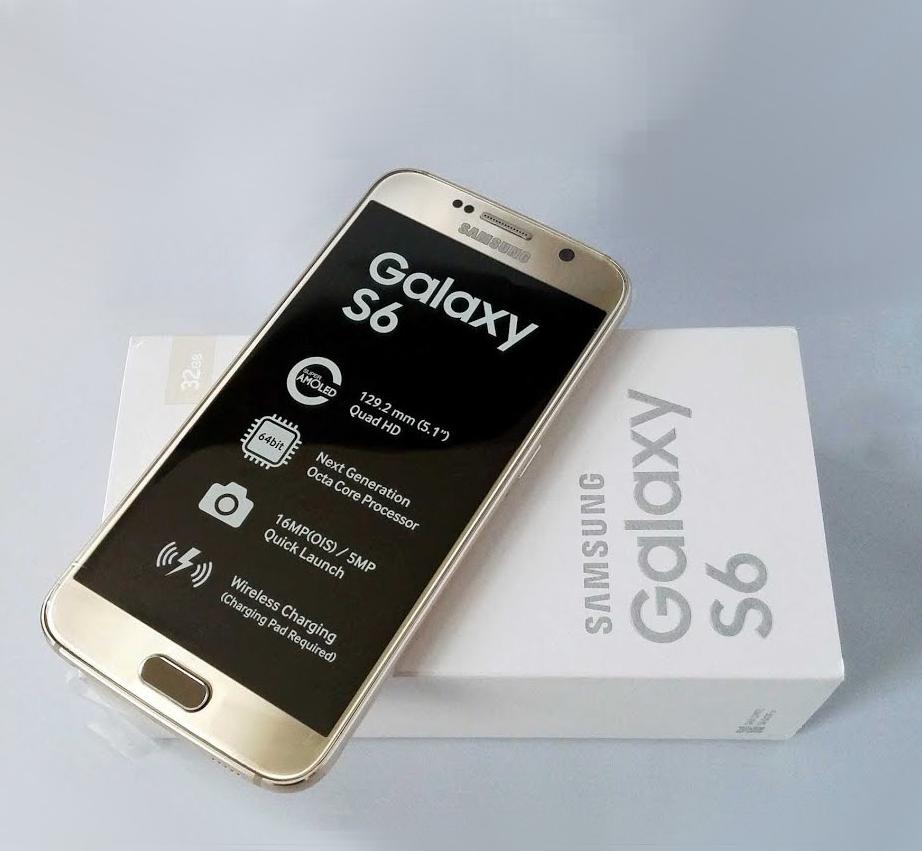 SAMSUNG
Galaxy
S6
SUPER
AMOLED
129.2 mm (5.1")
Quad HD
64bit
Next Generation
Octa Core Processor
16MP(OIS) / 5MP
Quick Launch
Wireless Charging
(Charging Pad Required)
32GB
SAMSUNG
Galaxy
S6